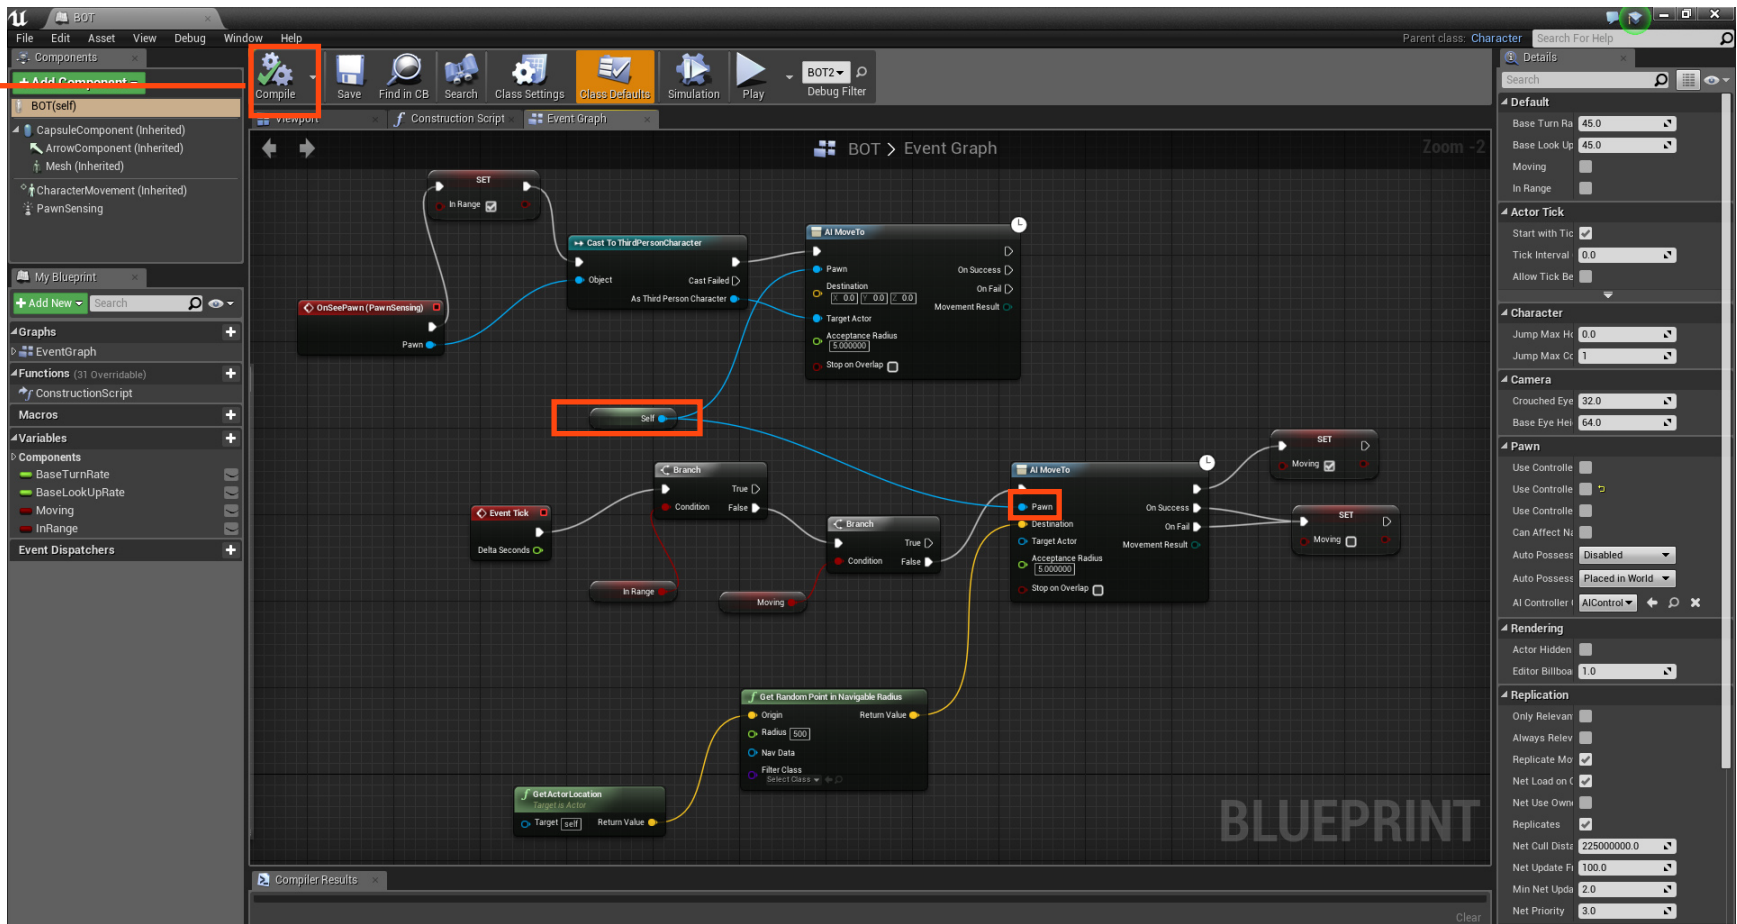 BOT
File Edit Asset View Debug Window Help
Parent class: Character Search For Help
Components
+ Add Component
BOT(self)
CapsuleComponent (Inherited)
ArrowComponent (Inherited)
Mesh (Inherited)
CharacterMovement (Inherited)
PawnSensing
My Blueprint
+ Add New Search
Graphs
EventGraph
Functions (31 Overridable)
ConstructionScript
Macros
Variables
Components
BaseTurnRate
BaseLookUpRate
Moving
InRange
Event Dispatchers
Compile Save Find in CB Search Class Settings Class Defaults Simulation Play
BOT2
Debug Filter
Viewport Construction Script Event Graph
BOT > Event Graph
Zoom -2
SET
In Range
Cast To ThirdPersonCharacter
Object Cast Failed
As Third Person Character
OnSeePawn (PawnSensing)
Pawn
AI MoveTo
Pawn On Success
Destination On Fail
X 0.0 Y 0.0 Z 0.0
Movement Result
Target Actor
Acceptance Radius
5.000000
Stop on Overlap
Self
Branch
True
Condition False
Event Tick
Delta Seconds
In Range
Branch
True
Condition False
Moving
AI MoveTo
Pawn On Success
Destination On Fail
Target Actor Movement Result
Acceptance Radius
5.000000
Stop on Overlap
SET
Moving
SET
Moving
Get Random Point in Navigable Radius
Origin Return Value
Radius 500
Nav Data
Filter Class
Select Class
GetActorLocation
Target is Actor
Target self Return Value
BLUEPRINT
Compiler Results
Clear
Details
Search
Default
Base Turn Ra 45.0
Base Look Up 45.0
Moving
In Range
Actor Tick
Start with Tic
Tick Interval 0.0
Allow Tick Be
Character
Jump Max Ho 0.0
Jump Max Co 1
Camera
Crouched Eye 32.0
Base Eye Hei 64.0
Pawn
Use Controlle
Use Controlle
Use Controlle
Can Affect Na
Auto Possess Disabled
Auto Possess Placed in World
AI Controller AIControl
Rendering
Actor Hidden
Editor Billboa 1.0
Replication
Only Relevan
Always Relev
Replicate Mo
Net Load on C
Net Use Own
Replicates
Net Cull Dista 225000000.0
Net Update F 100.0
Min Net Upda 2.0
Net Priority 3.0